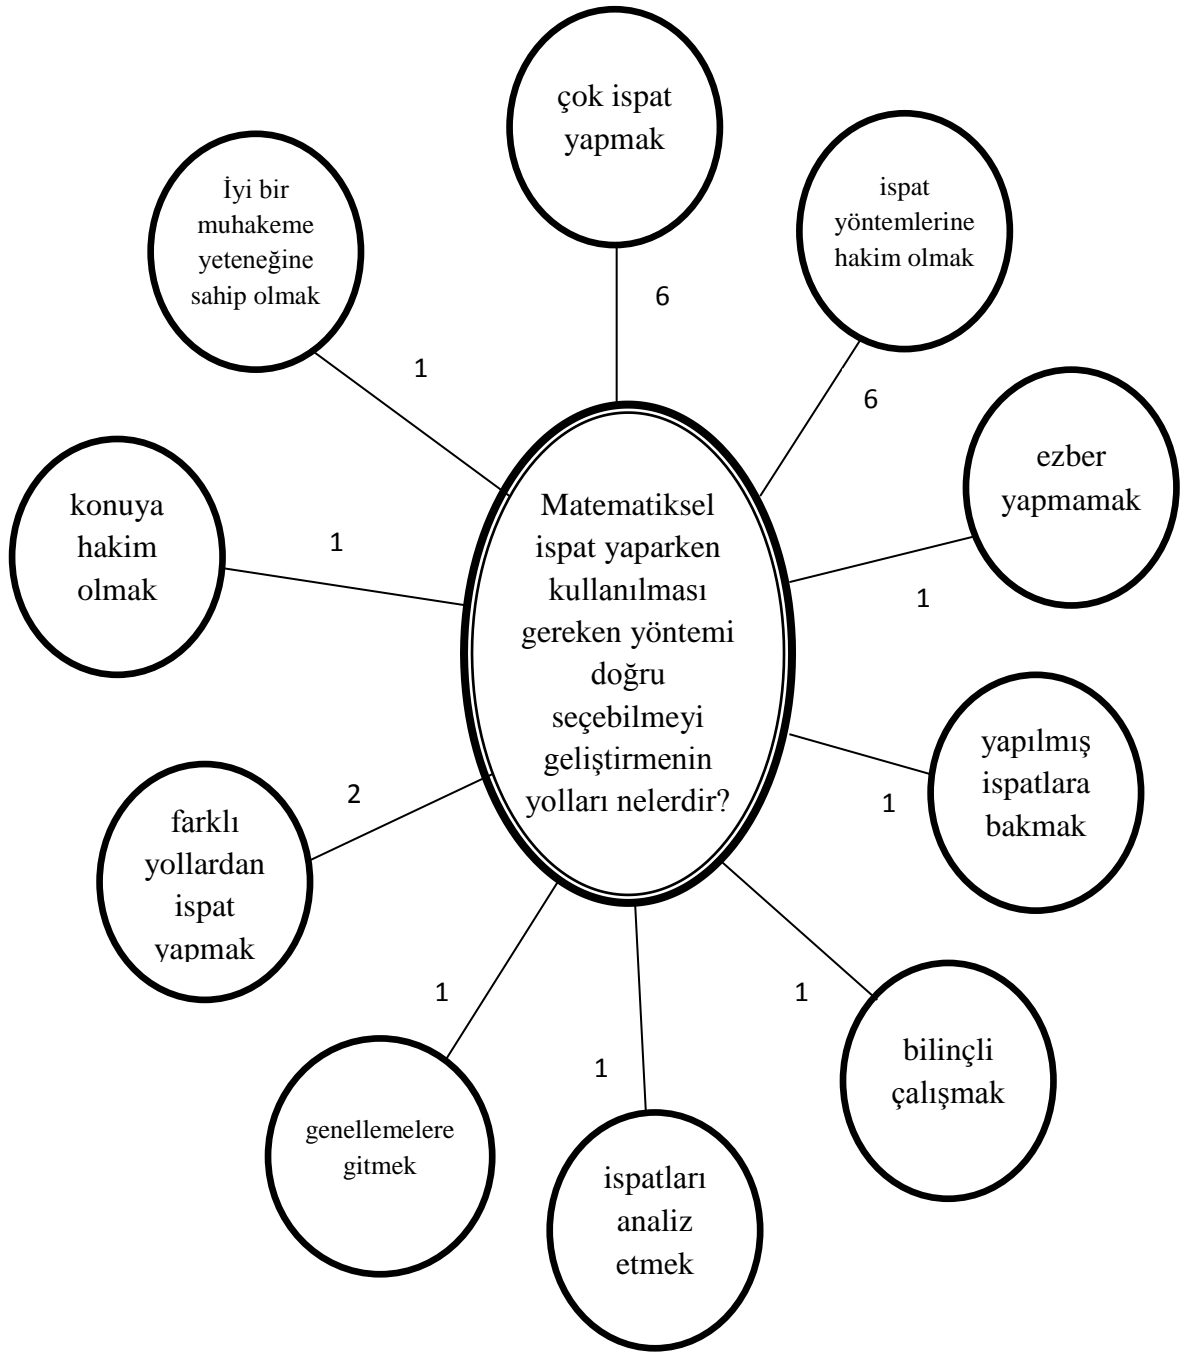 çok ispat
yapmak
ispat
yöntemlerine
hakim olmak
İyi bir
muhakeme
yeteneğine
sahip olmak
6
1
6
ezber
yapmamak
konuya
hakim
olmak
1
1
Matematiksel
ispat yaparken
kullanılması
gereken yöntemi
doğru
seçebilmeyi
geliştirmenin
yolları nelerdir?
yapılmış
ispatlara
bakmak
1
2
farklı
yollardan
ispat
yapmak
1
1
1
bilinçli
çalışmak
genellemelere
gitmek
ispatları
analiz
etmek